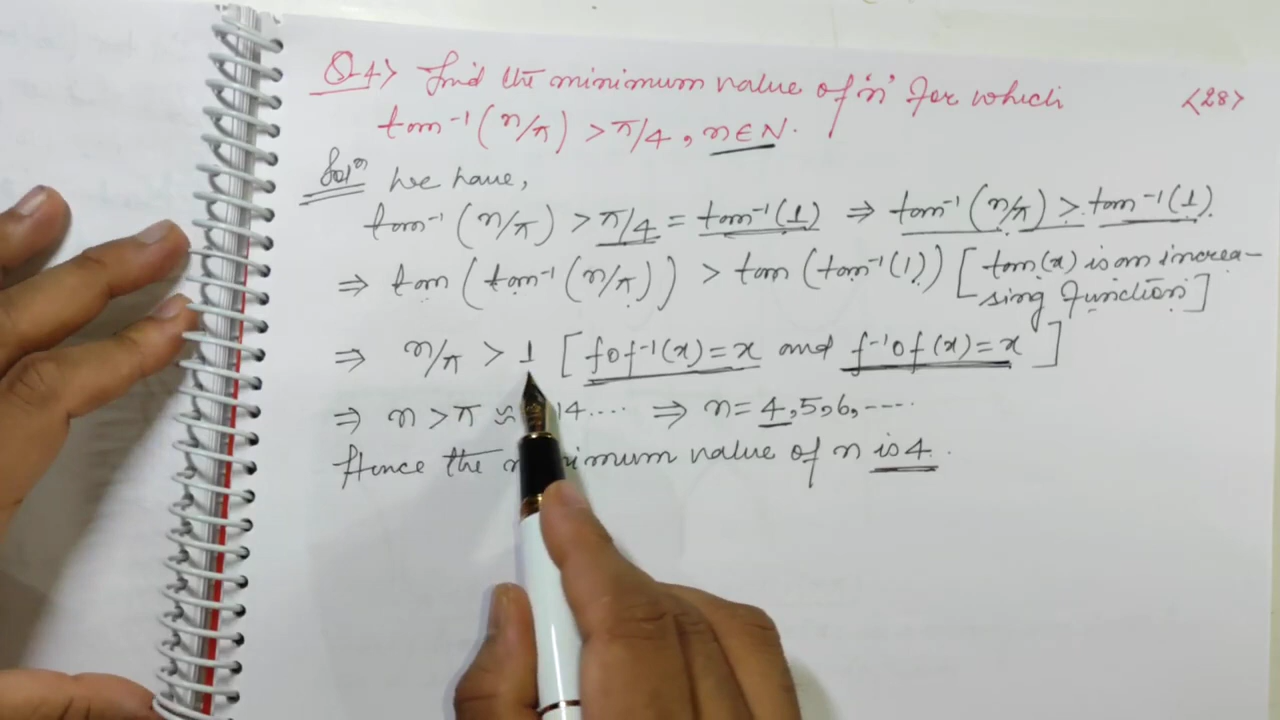 Q-4> Find the minimum value of 'n' for which <28>
tan⁻¹(n/π) > π/4, n∈N.
Solⁿ We have,
tan⁻¹(n/π) > π/4 = tan⁻¹(1) ⇒ tan⁻¹(n/π) > tan⁻¹(1).
⇒ tan(tan⁻¹(n/π)) > tan(tan⁻¹(1)) [tan(x) is an increa-
sing function]
⇒ n/π > 1 [fof⁻¹(x)=x and f⁻¹of(x)=x]
⇒ n > π ≈ 14.... ⇒ n=4,5,6,----
Hence the minimum value of n is 4.